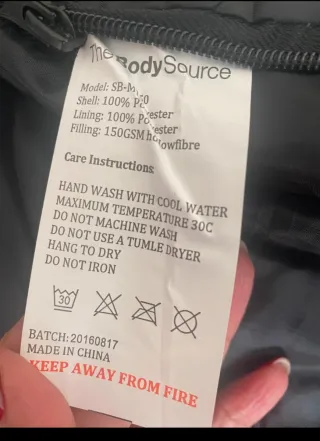 The BodySource
Model: SB-M
Shell: 100% P
Lining: 100% Polyester
Filling: 150GSM hollowfibre
Care Instructions:
HAND WASH WITH COOL WATER
MAXIMUM TEMPERATURE 30C
DO NOT MACHINE WASH
DO NOT USE A TUMLE DRYER
HANG TO DRY
DO NOT IRON
30
BATCH: 20160817
MADE IN CHINA
KEEP AWAY FROM FIRE